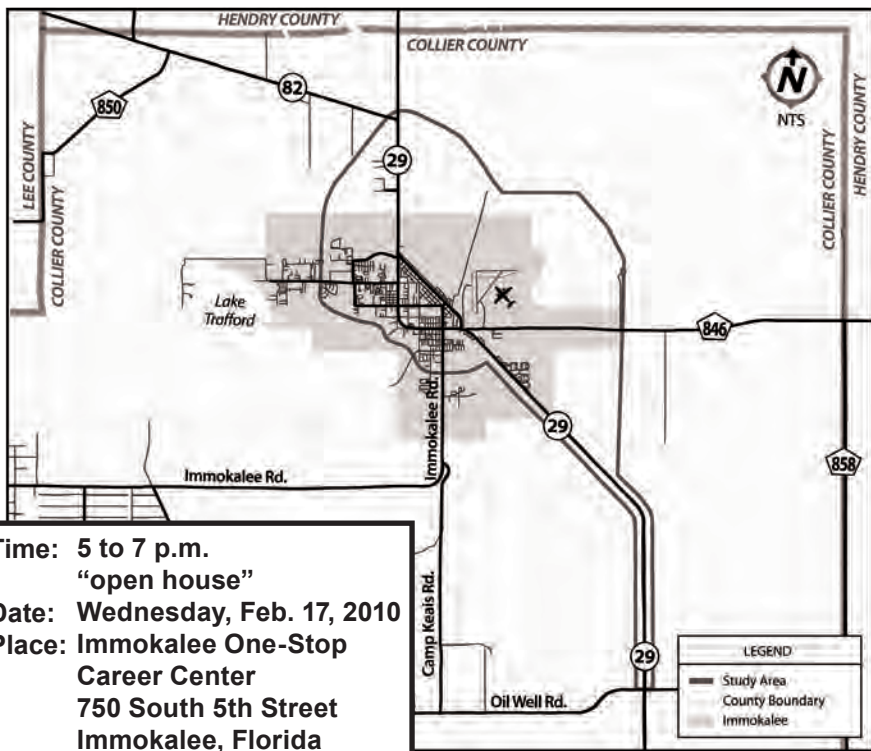 HENDRY COUNTY
COLLIER COUNTY
82
850
29
N
NTS
LEE COUNTY
COLLIER COUNTY
COLLIER COUNTY
HENDRY COUNTY
Lake
Trafford
846
Immokalee Rd.
29
858
Immokalee Rd.
Camp Keais Rd.
29
Oil Well Rd.
LEGEND
Study Area
County Boundary
Immokalee
Time: 5 to 7 p.m.
“open house”
Date: Wednesday, Feb. 17, 2010
Place: Immokalee One-Stop
Career Center
750 South 5th Street
Immokalee, Florida